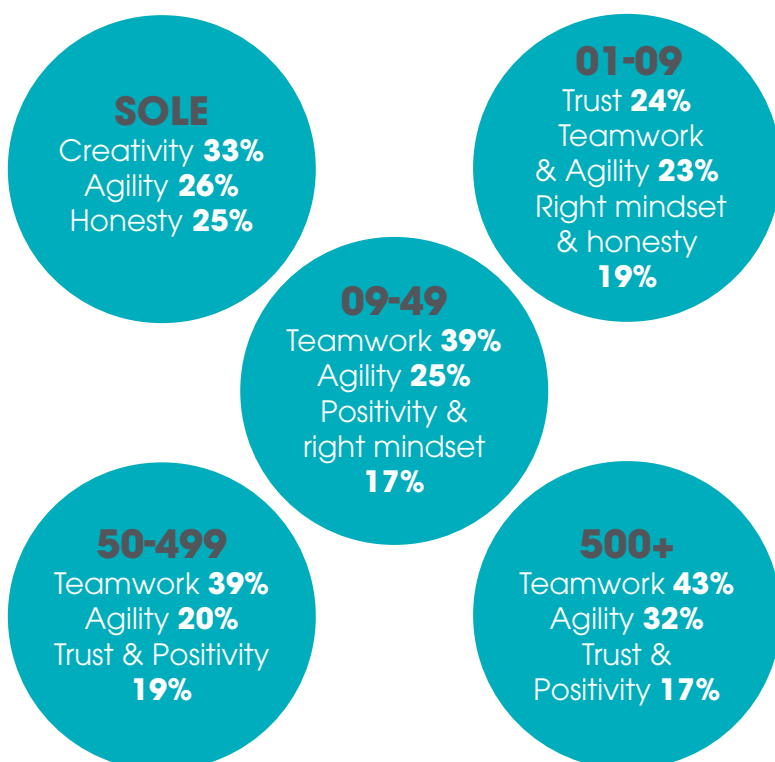 SOLE
Creativity 33%
Agility 26%
Honesty 25%
01-09
Trust 24%
Teamwork
& Agility 23%
Right mindset
& honesty
19%
09-49
Teamwork 39%
Agility 25%
Positivity &
right mindset
17%
50-499
Teamwork 39%
Agility 20%
Trust & Positivity
19%
500+
Teamwork 43%
Agility 32%
Trust &
Positivity 17%